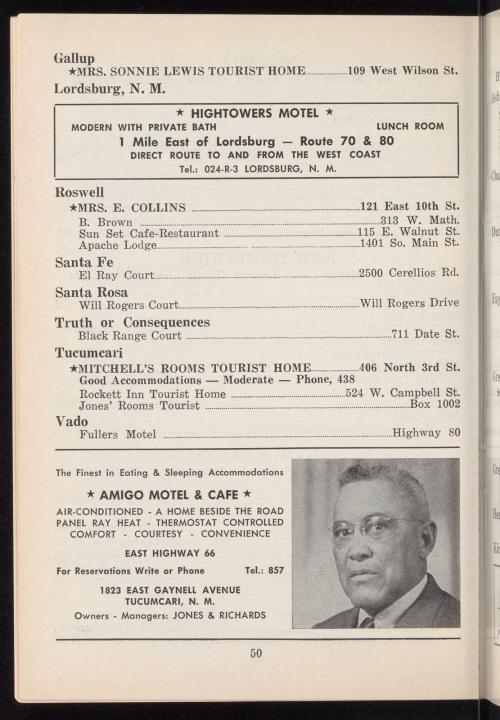 Gallup
★MRS. SONNIE LEWIS TOURIST HOME..............109 West Wilson St.
Lordsburg, N. M.
★ HIGHTOWERS MOTEL ★
MODERN WITH PRIVATE BATH LUNCH ROOM
1 Mile East of Lordsburg — Route 70 & 80
DIRECT ROUTE TO AND FROM THE WEST COAST
Tel.: 024-R-3 LORDSBURG, N. M.
Roswell
★MRS. E. COLLINS ..............121 East 10th St.
B. Brown ..............313 W. Math.
Sun Set Cafe-Restaurant ..............115 E. Walnut St.
Apache Lodge..............1401 So. Main St.
Santa Fe
El Ray Court..............2500 Cerellios Rd.
Santa Rosa
Will Rogers Court..............Will Rogers Drive
Truth or Consequences
Black Range Court ..............711 Date St.
Tucumcari
★MITCHELL'S ROOMS TOURIST HOME..............406 North 3rd St.
Good Accommodations — Moderate — Phone, 438
Rockett Inn Tourist Home ..............524 W. Campbell St.
Jones' Rooms Tourist ..............Box 1002
Vado
Fullers Motel ..............Highway 80
The Finest in Eating & Sleeping Accommodations
★ AMIGO MOTEL & CAFE ★
AIR-CONDITIONED - A HOME BESIDE THE ROAD
PANEL RAY HEAT - THERMOSTAT CONTROLLED
COMFORT - COURTESY - CONVENIENCE
EAST HIGHWAY 66
For Reservations Write or Phone Tel.: 857
1823 EAST GAYNELL AVENUE
TUCUMCARI, N. M.
Owners - Managers: JONES & RICHARDS
50